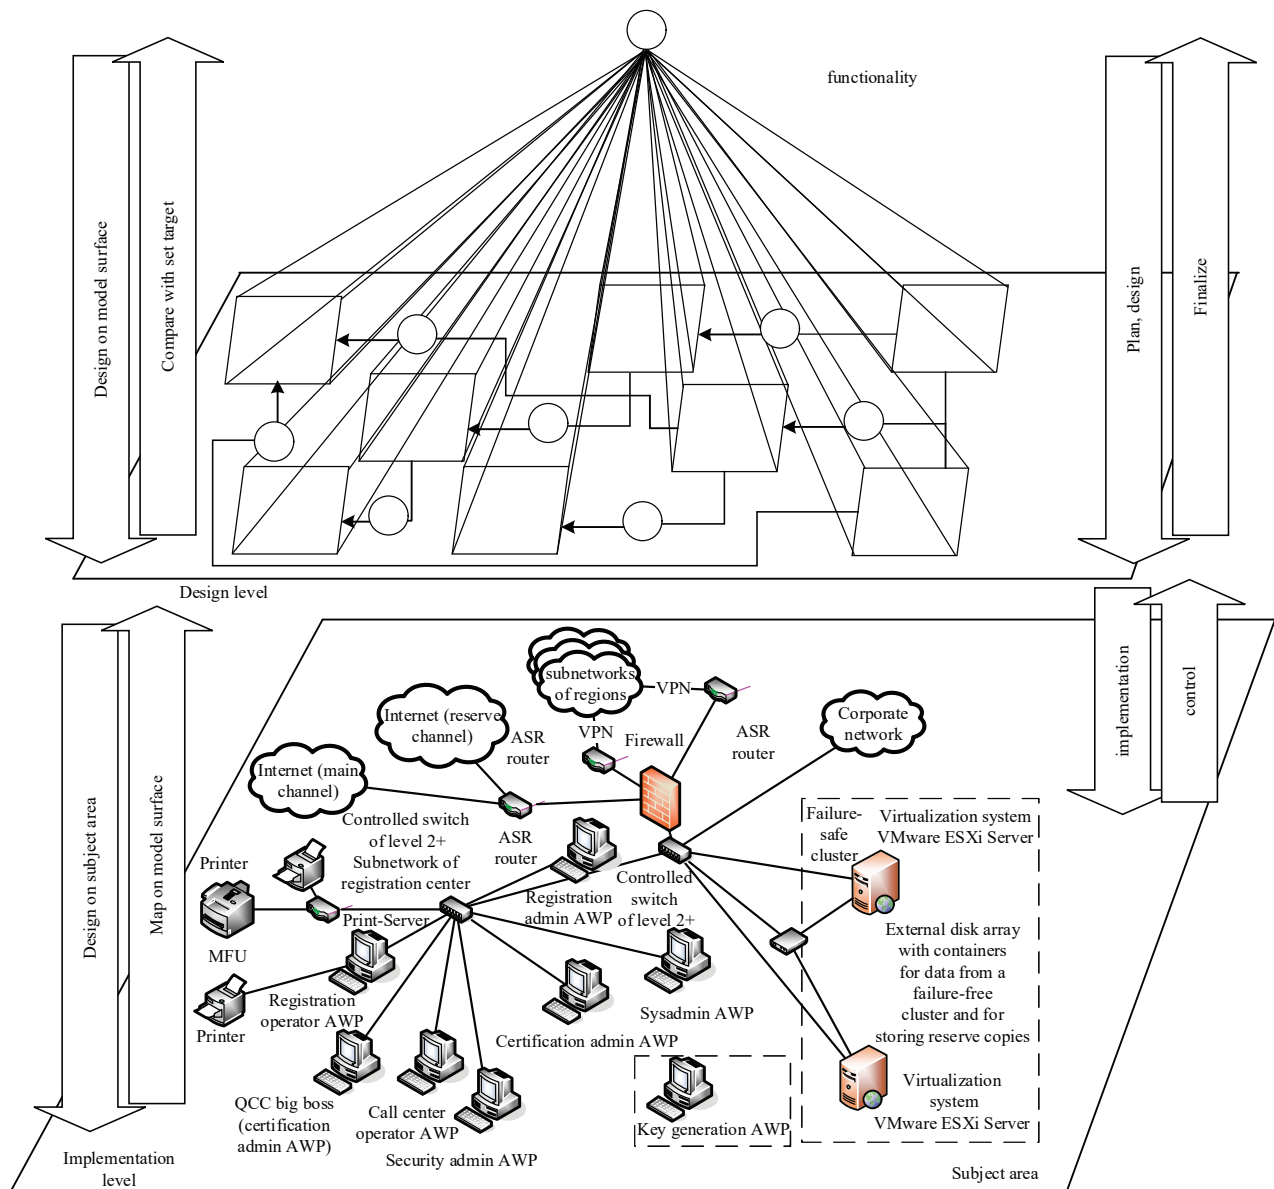 functionality
Design on model surface
Compare with set target
Plan, design
Finalize
Design level
Design on subject area
Map on model surface
implementation
control
subnetworks
of regions
VPN
VPN
Internet (reserve
channel)
ASR
router
Firewall
ASR
router
Corporate
network
Internet (main
channel)
Controlled switch
of level 2+
Subnetwork of
registration center
ASR
router
Failure-
safe
cluster
Virtualization system
VMware ESXi Server
Printer
Print-Server
Registration
admin AWP
Controlled
switch
of level 2+
MFU
External disk array
with containers
for data from a
failure-free
cluster and for
storing reserve copies
Registration
operator AWP
Printer
Sysadmin AWP
Certification admin AWP
QCC big boss
(certification
admin AWP)
Call center
operator AWP
Security admin AWP
Key generation AWP
Virtualization
system
VMware ESXi Server
Implementation
level
Subject area